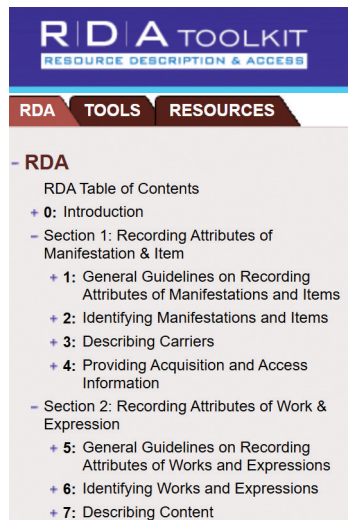 R|D|A TOOLKIT
RESOURCE DESCRIPTION & ACCESS
RDA TOOLS RESOURCES
– RDA
RDA Table of Contents
+ 0: Introduction
– Section 1: Recording Attributes of
Manifestation & Item
+ 1: General Guidelines on Recording
Attributes of Manifestations and Items
+ 2: Identifying Manifestations and Items
+ 3: Describing Carriers
+ 4: Providing Acquisition and Access
Information
– Section 2: Recording Attributes of Work &
Expression
+ 5: General Guidelines on Recording
Attributes of Works and Expressions
+ 6: Identifying Works and Expressions
+ 7: Describing Content